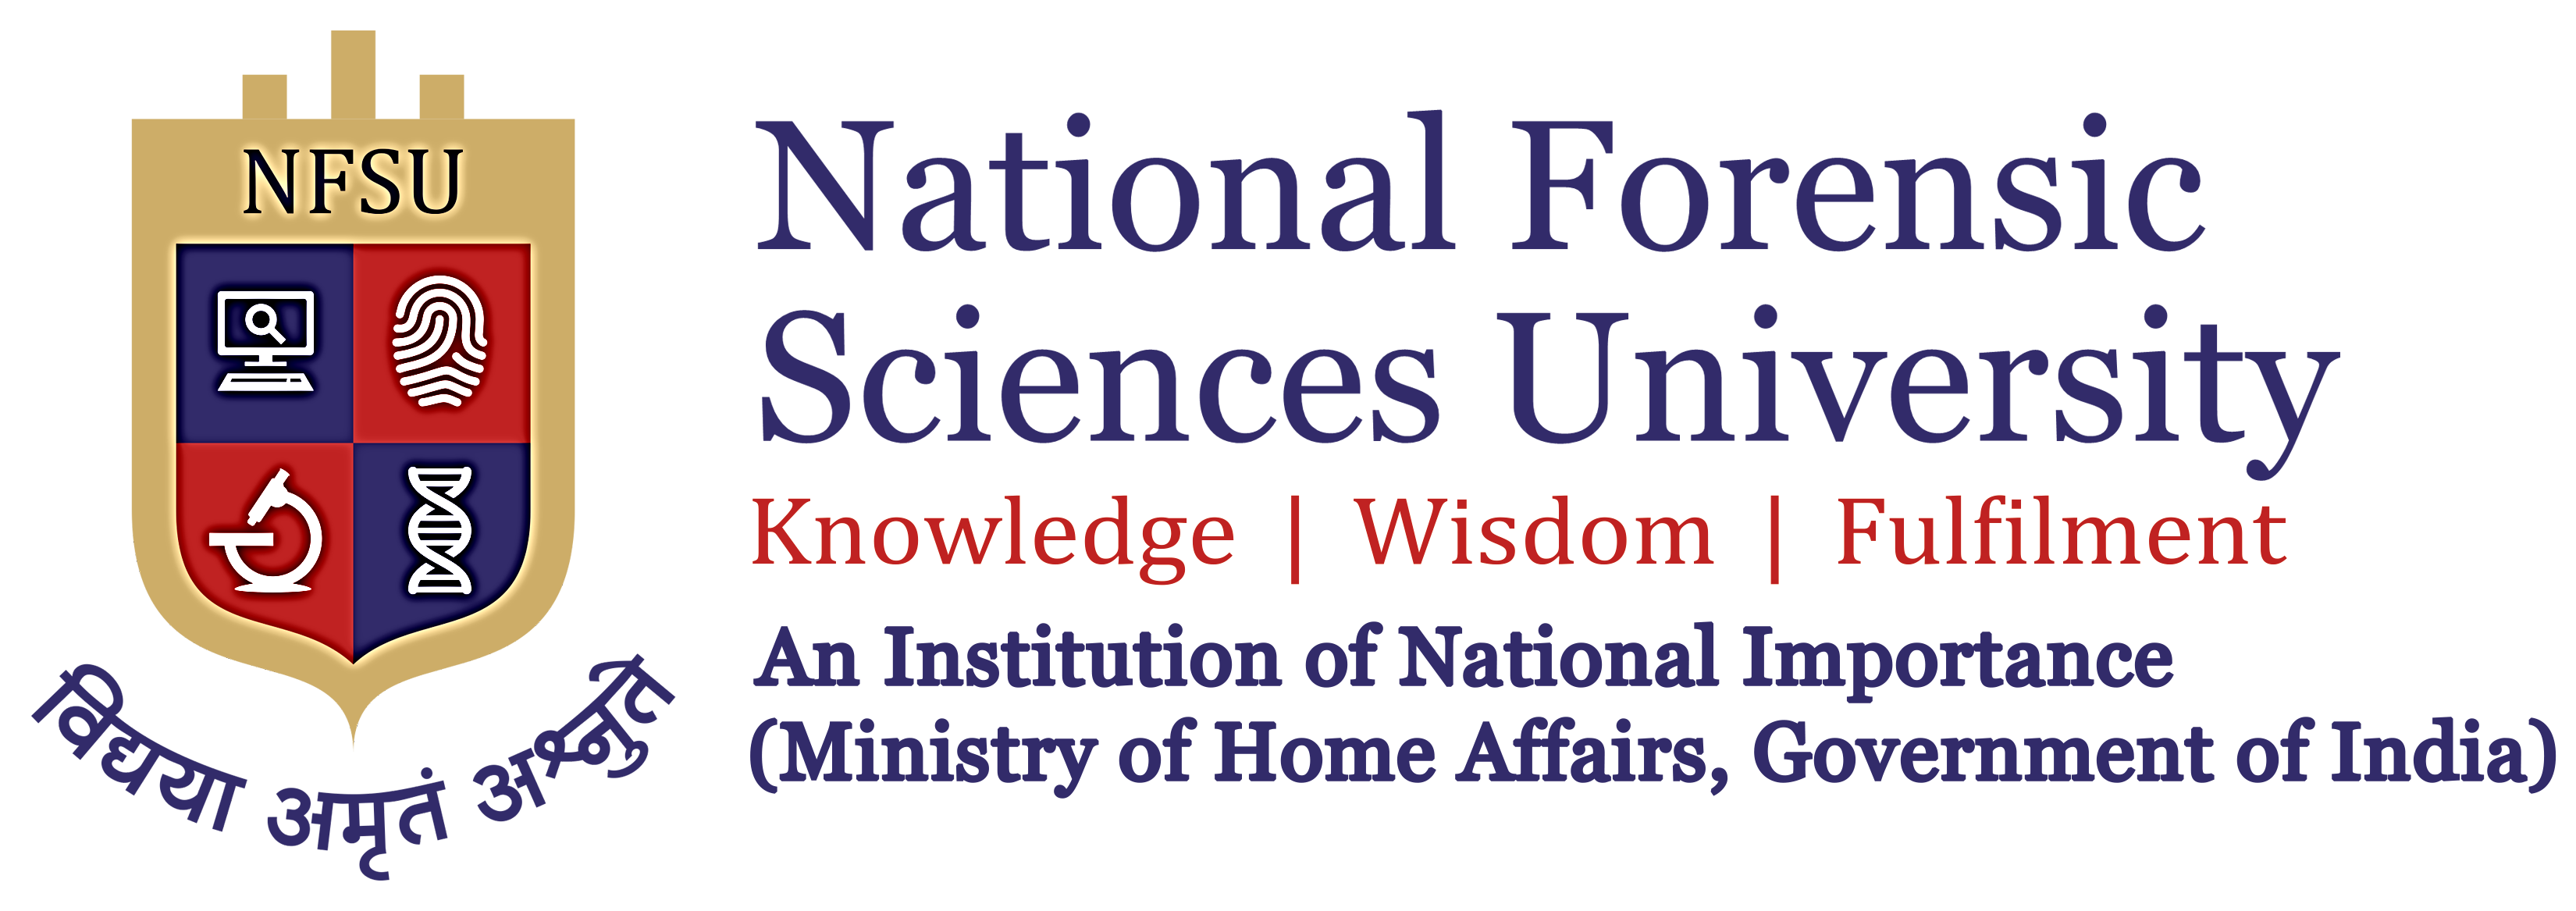 NFSU
विद्यया अमृतं अश्नुते
National Forensic
Sciences University
Knowledge | Wisdom | Fulfilment
An Institution of National Importance
(Ministry of Home Affairs, Government of India)